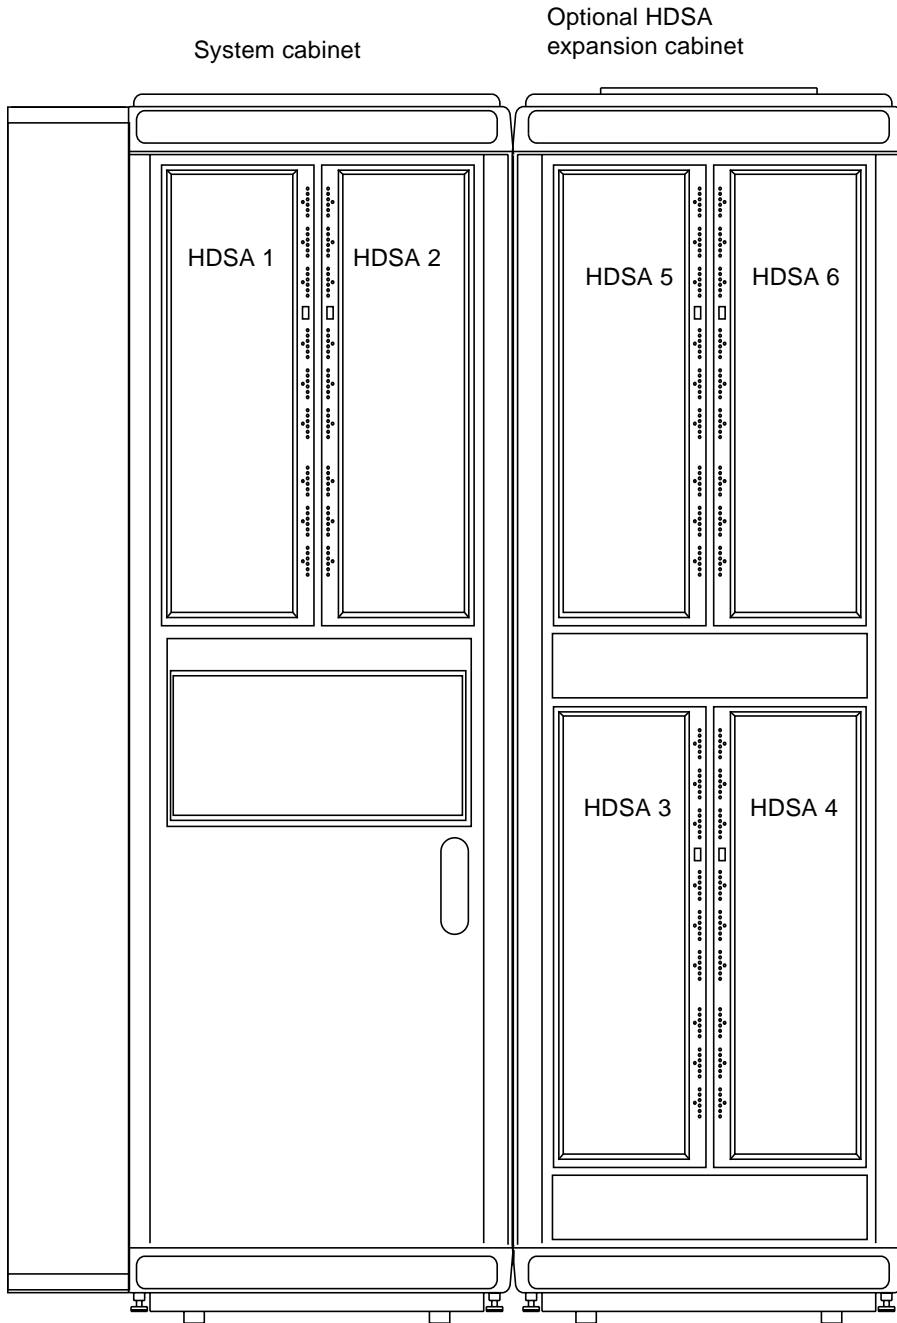 System cabinet
Optional HDSA
expansion cabinet
HDSA 1
HDSA 2
HDSA 5
HDSA 6
HDSA 3
HDSA 4